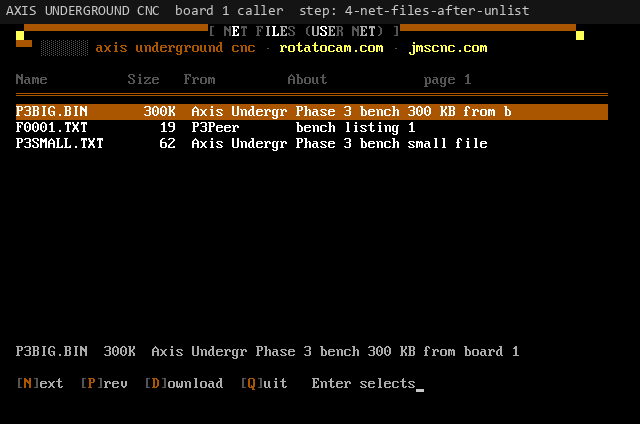 AXIS UNDERGROUND CNC  board 1 caller  step: 4-net-files-after-unlist
[ NET FILES (USER NET) ]
axis underground cnc · rotatocam.com · jmscnc.com
Name          Size   From         About            page 1
P3BIG.BIN       300K  Axis Undergr Phase 3 bench 300 KB from b
F0001.TXT         19  P3Peer       bench listing 1
P3SMALL.TXT       62  Axis Undergr Phase 3 bench small file
P3BIG.BIN  300K  Axis Undergr Phase 3 bench 300 KB from board 1
[N]ext  [P]rev  [D]ownload  [Q]uit   Enter selects_